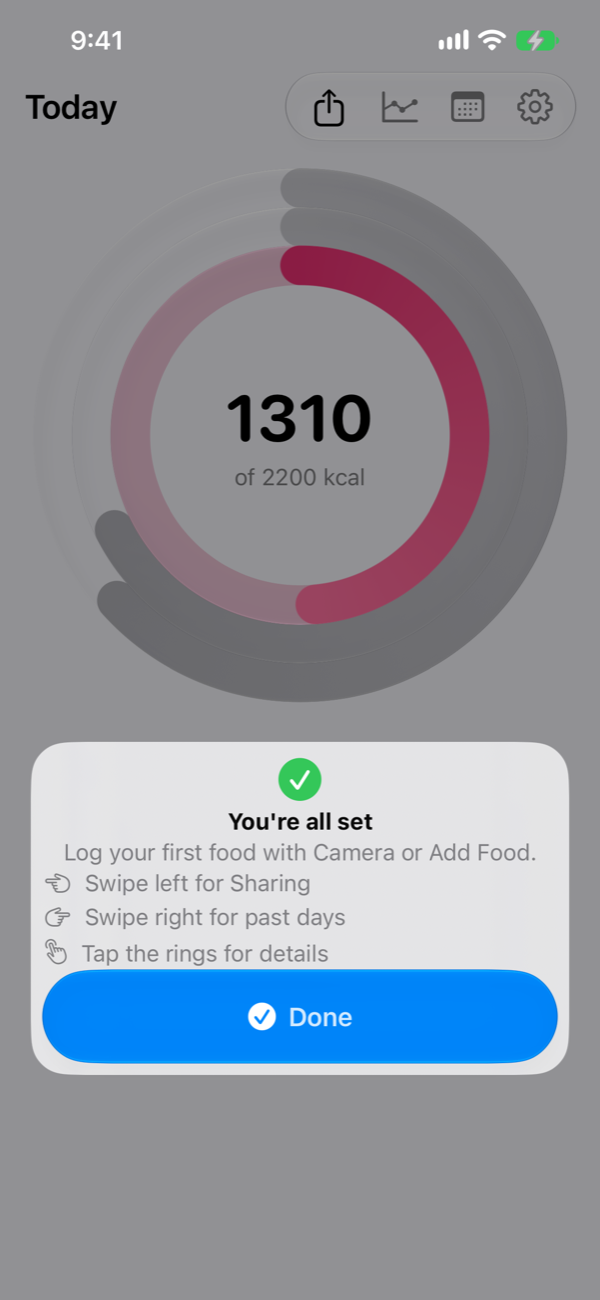 9:41
Today
1310
of 2200 kcal
You're all set
Log your first food with Camera or Add Food.
Swipe left for Sharing
Swipe right for past days
Tap the rings for details
Done